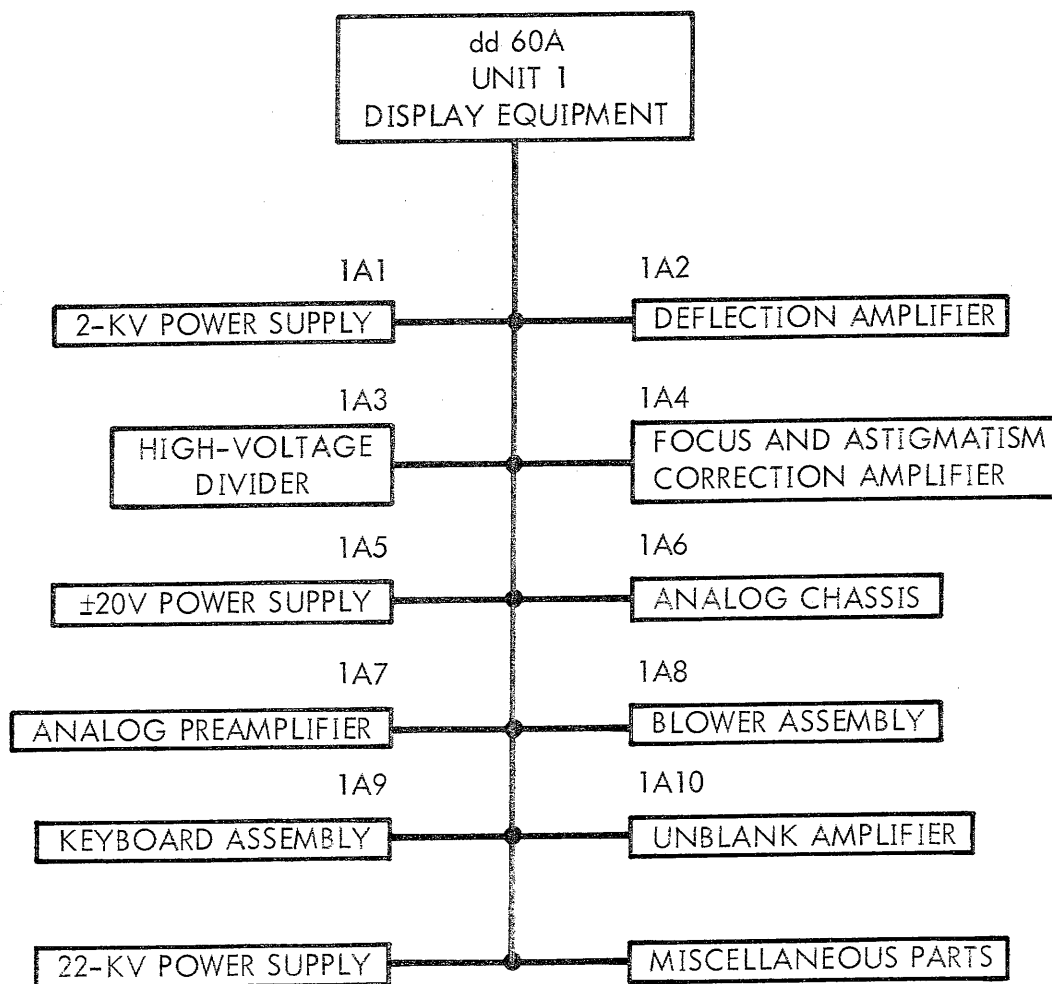 dd 60A
UNIT 1
DISPLAY EQUIPMENT
1A1
2-KV POWER SUPPLY
1A2
DEFLECTION AMPLIFIER
1A3
HIGH-VOLTAGE
DIVIDER
1A4
FOCUS AND ASTIGMATISM
CORRECTION AMPLIFIER
1A5
±20V POWER SUPPLY
1A6
ANALOG CHASSIS
1A7
ANALOG PREAMPLIFIER
1A8
BLOWER ASSEMBLY
1A9
KEYBOARD ASSEMBLY
1A10
UNBLANK AMPLIFIER
22-KV POWER SUPPLY
MISCELLANEOUS PARTS